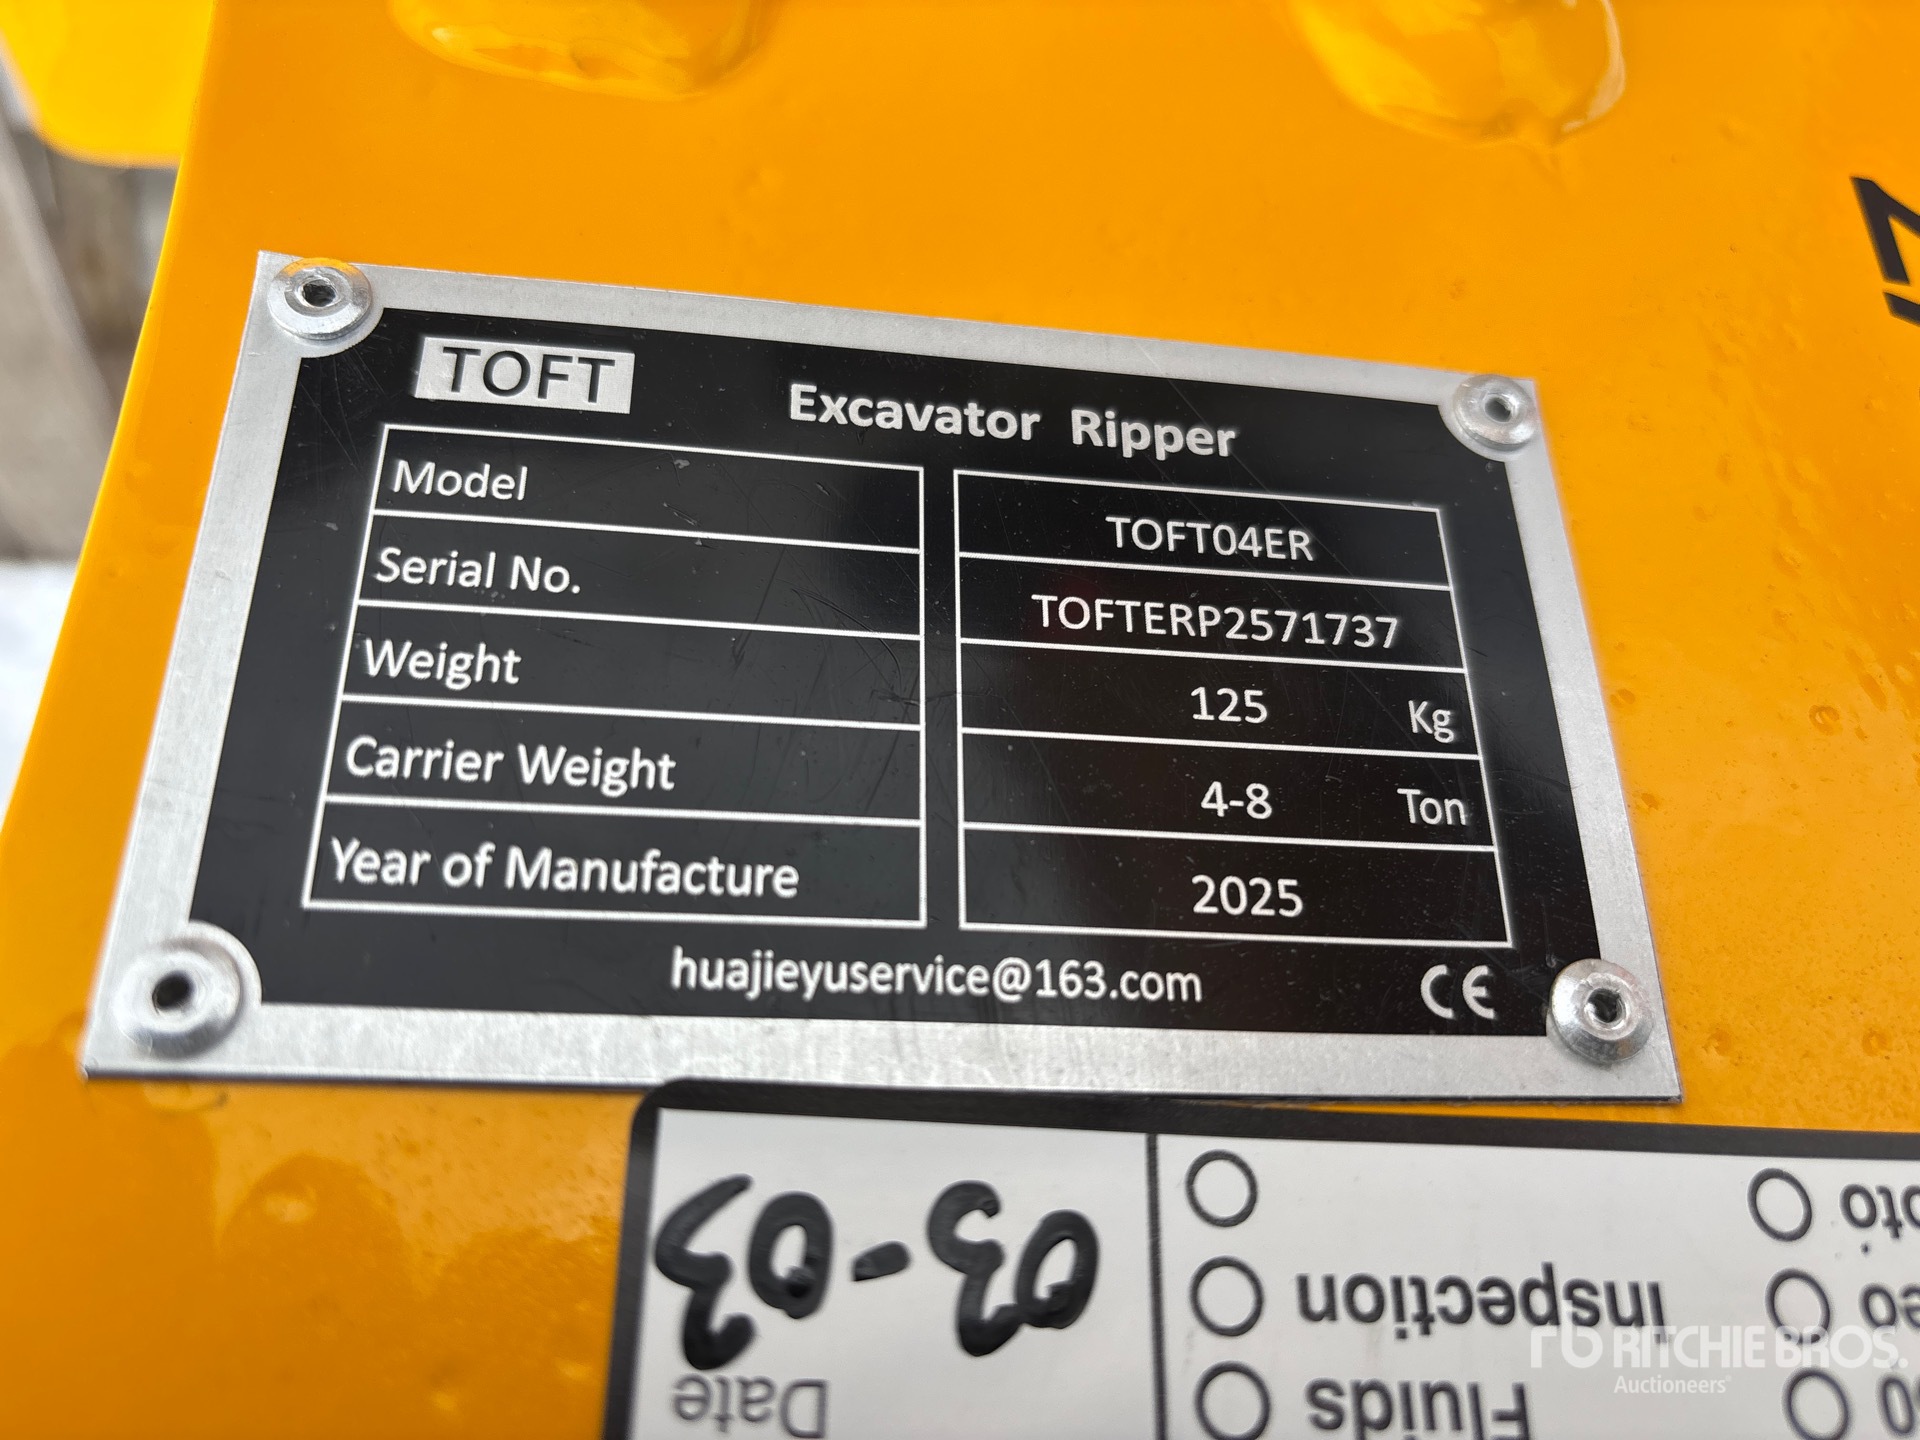 TOFT
Excavator Ripper
Model TOFT04ER
Serial No. TOFTERP2571737
Weight 125 Kg
Carrier Weight 4-8 Ton
Year of Manufacture 2025
huajieyuservice@163.com CE
Date
03-03
Fluids
Inspection
RITCHIE BROS.
Auctioneers